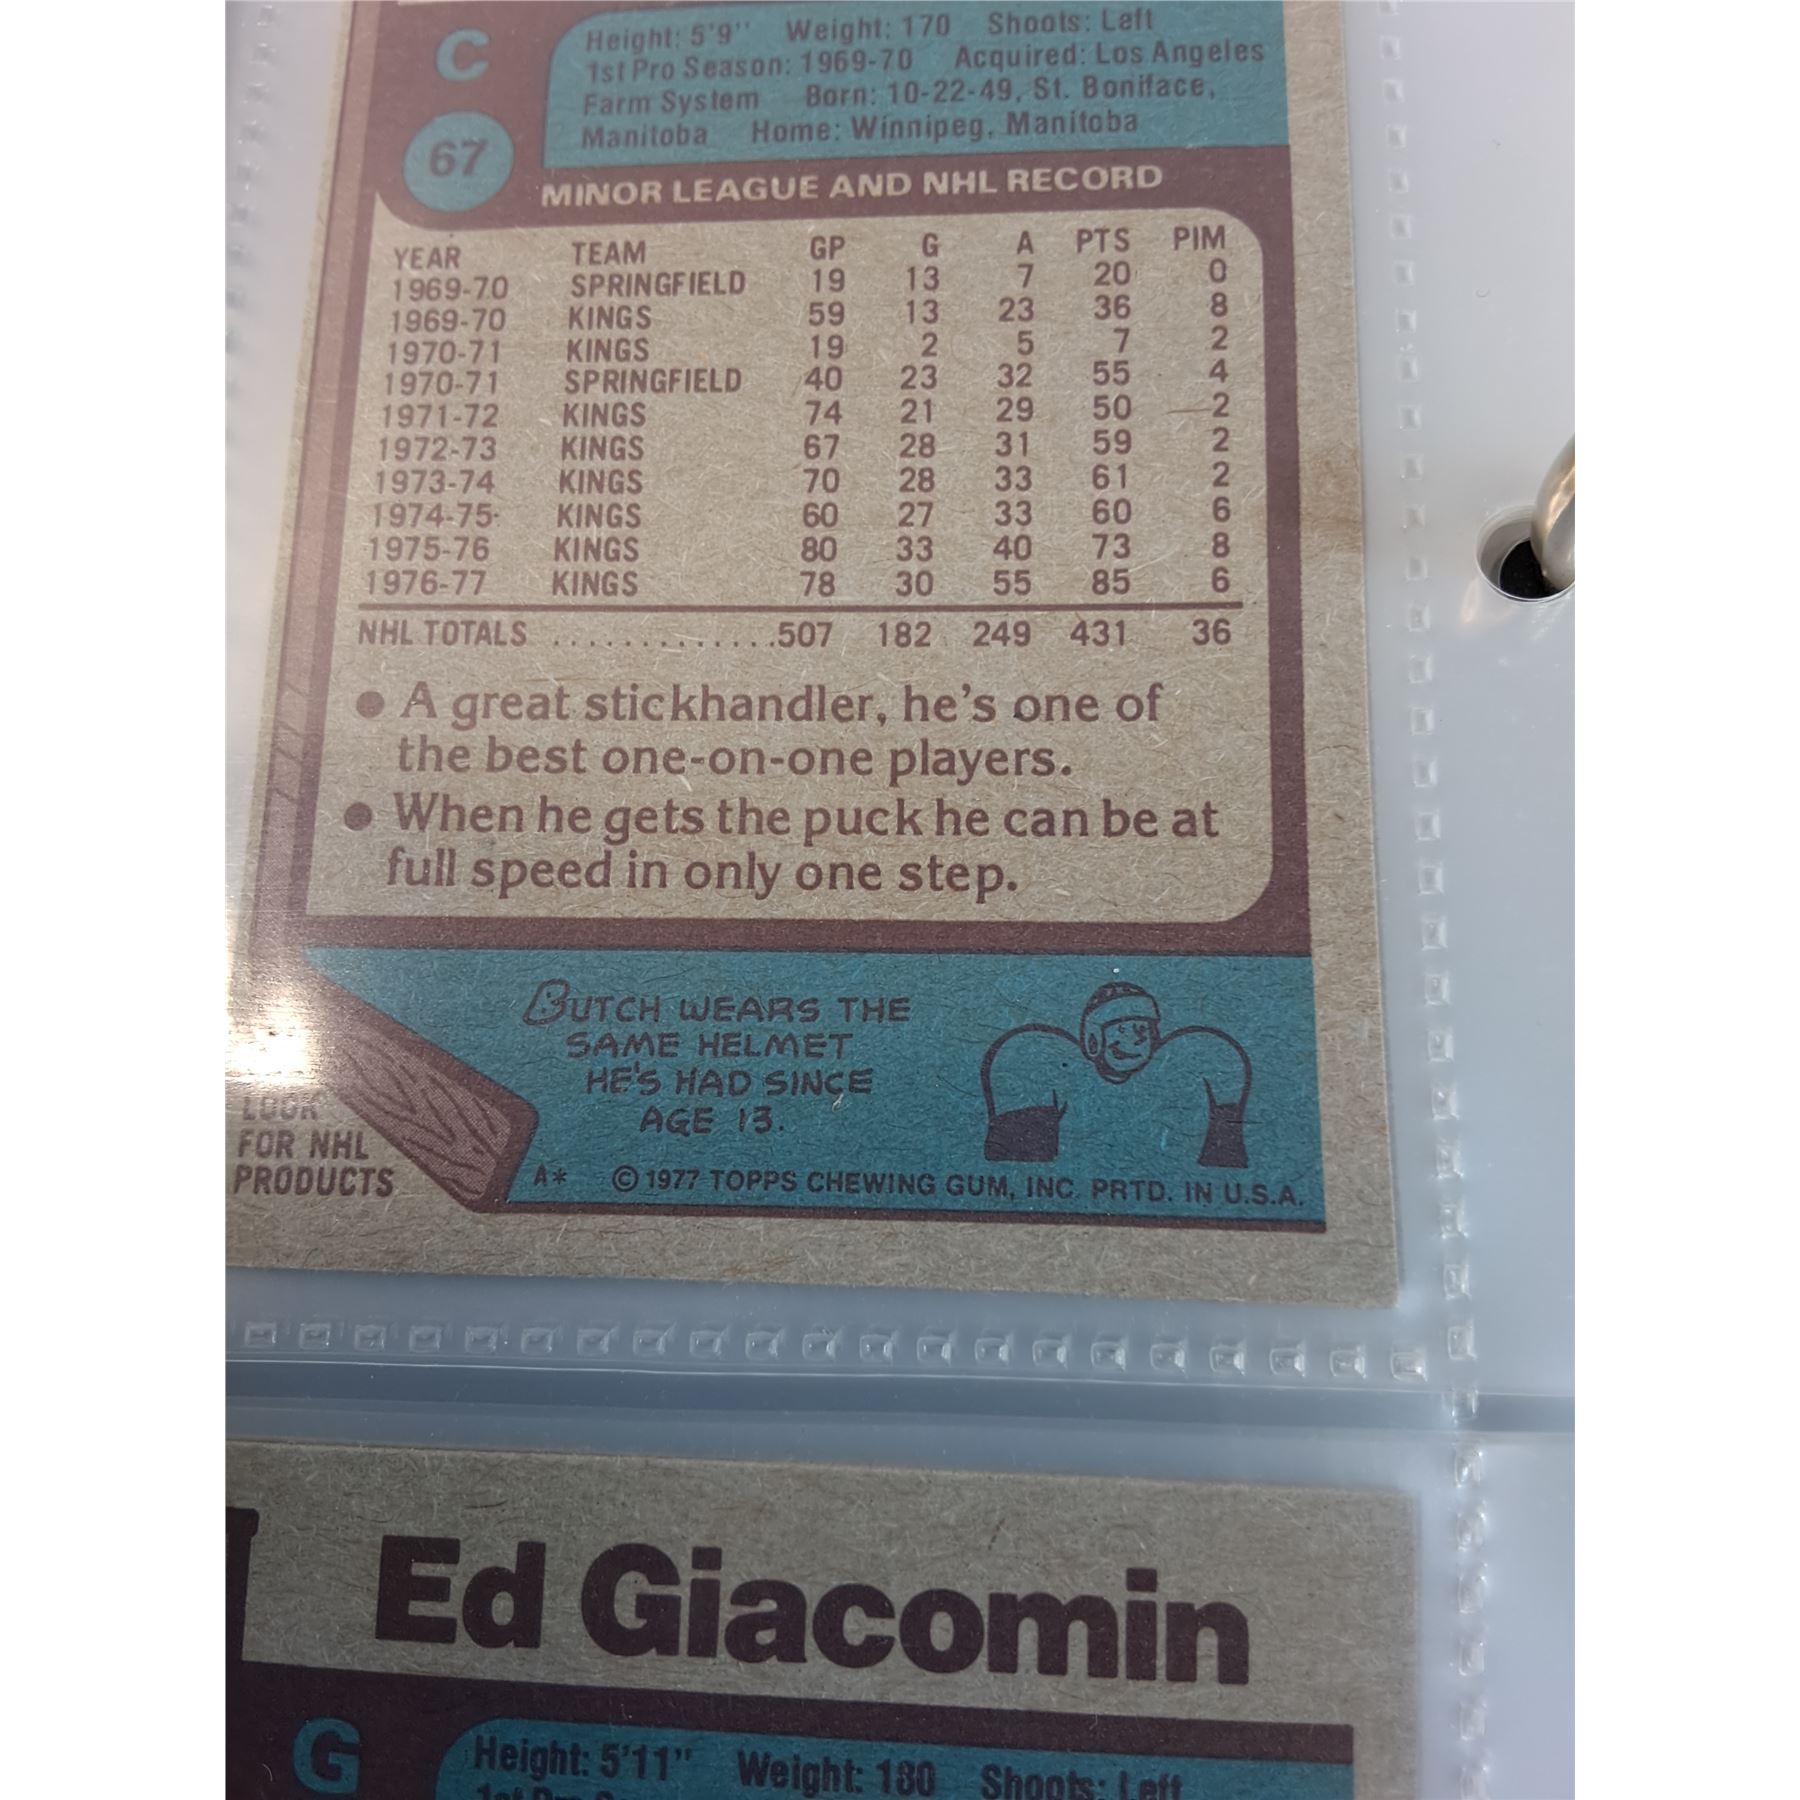 C
Height: 5'9" Weight: 170 Shoots: Left
1st Pro Season: 1969-70 Acquired: Los Angeles
Farm System Born: 10-22-49, St. Boniface,
Manitoba Home: Winnipeg, Manitoba
67
MINOR LEAGUE AND NHL RECORD
YEAR TEAM GP G A PTS PIM
1969-70 SPRINGFIELD 19 13 7 20 0
1969-70 KINGS 59 13 23 36 8
1970-71 KINGS 19 2 5 7 2
1970-71 SPRINGFIELD 40 23 32 55 4
1971-72 KINGS 74 21 29 50 2
1972-73 KINGS 67 28 31 59 2
1973-74 KINGS 70 28 33 61 2
1974-75 KINGS 60 27 33 60 6
1975-76 KINGS 80 33 40 73 8
1976-77 KINGS 78 30 55 85 6
NHL TOTALS .............507 182 249 431 36
● A great stickhandler, he's one of
the best one-on-one players.
● When he gets the puck he can be at
full speed in only one step.
BUTCH WEARS THE
SAME HELMET
HE'S HAD SINCE
AGE 13.
LOOK
FOR NHL
PRODUCTS
A* © 1977 TOPPS CHEWING GUM, INC. PRTD. IN U.S.A.
Ed Giacomin
G
Height: 5'11" Weight: 180 Shoots: Left